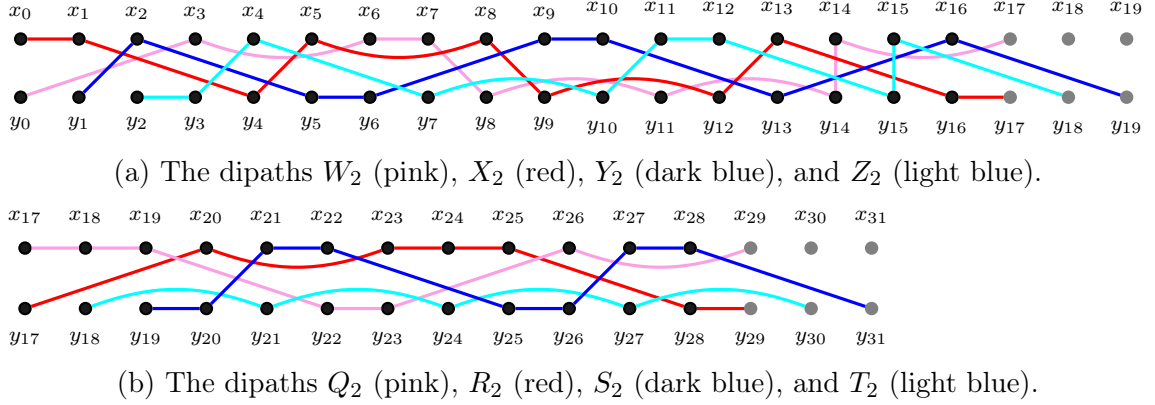 x₀ x₁ x₂ x₃ x₄ x₅ x₆ x₇ x₈ x₉ x₁₀ x₁₁ x₁₂ x₁₃ x₁₄ x₁₅ x₁₆ x₁₇ x₁₈ x₁₉
y₀ y₁ y₂ y₃ y₄ y₅ y₆ y₇ y₈ y₉ y₁₀ y₁₁ y₁₂ y₁₃ y₁₄ y₁₅ y₁₆ y₁₇ y₁₈ y₁₉
(a) The dipaths W₂ (pink), X₂ (red), Y₂ (dark blue), and Z₂ (light blue).
x₁₇ x₁₈ x₁₉ x₂₀ x₂₁ x₂₂ x₂₃ x₂₄ x₂₅ x₂₆ x₂₇ x₂₈ x₂₉ x₃₀ x₃₁
y₁₇ y₁₈ y₁₉ y₂₀ y₂₁ y₂₂ y₂₃ y₂₄ y₂₅ y₂₆ y₂₇ y₂₈ y₂₉ y₃₀ y₃₁
(b) The dipaths Q₂ (pink), R₂ (red), S₂ (dark blue), and T₂ (light blue).